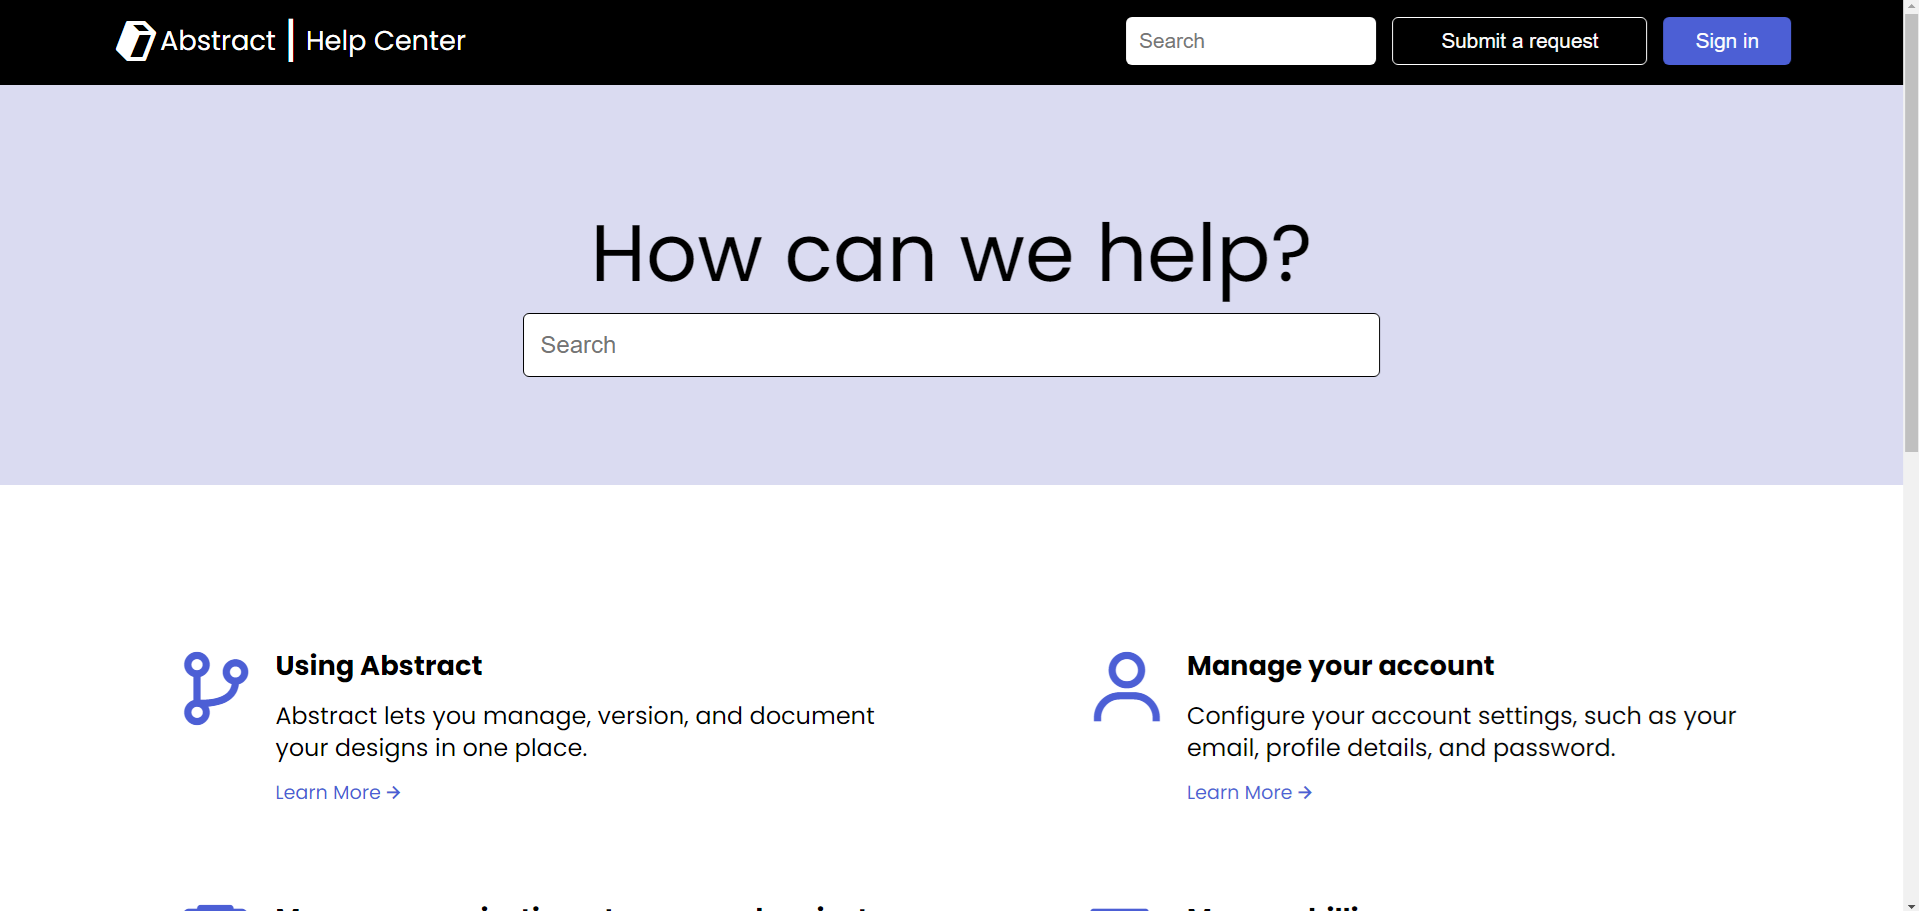 Abstract | Help Center
Search
Submit a request
Sign in
How can we help?
Search
Using Abstract
Abstract lets you manage, version, and document
your designs in one place.
Learn More →
Manage your account
Configure your account settings, such as your
email, profile details, and password.
Learn More →